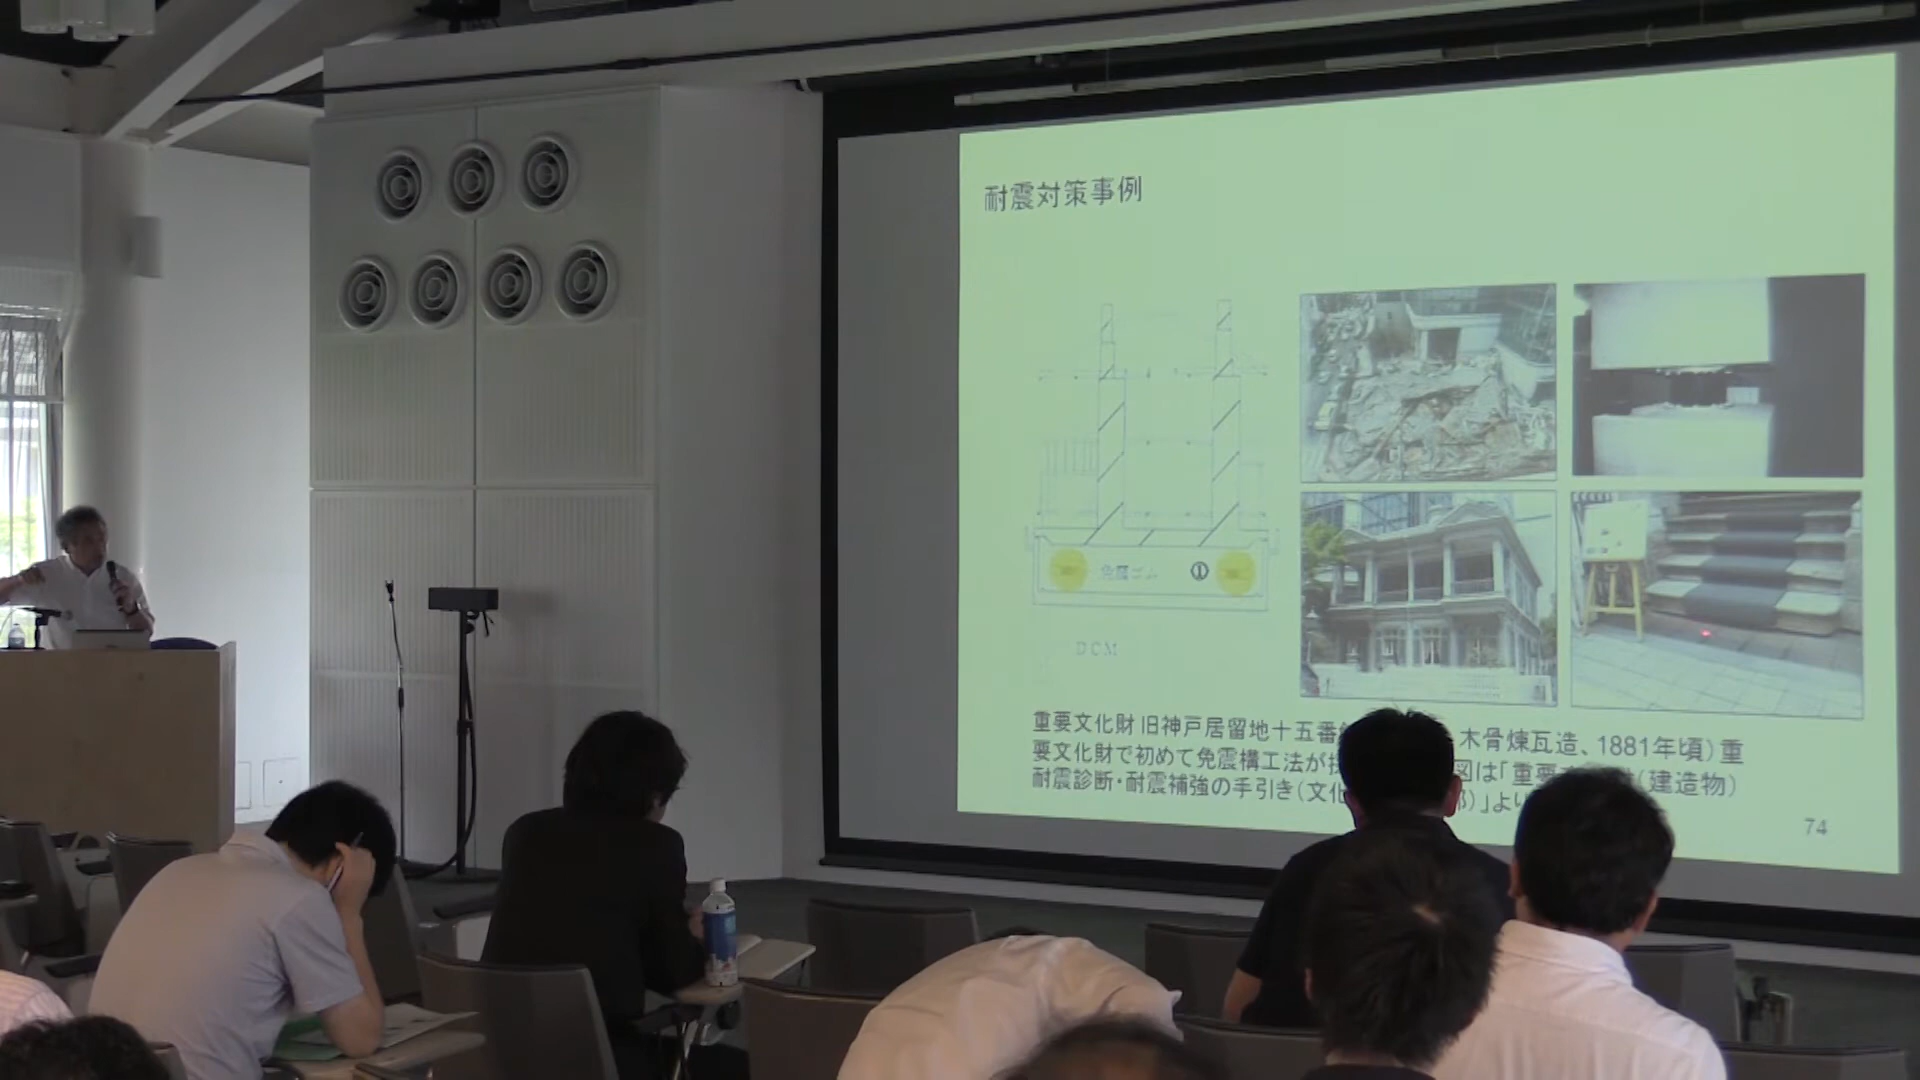 耐震対策事例
免震ゴム ①
DCM
重要文化財 旧神戸居留地十五番 木骨煉瓦造、1881年頃）重
要文化財で初めて免震構工法が 図は「重要 （建造物）
耐震診断・耐震補強の手引き（文化 」よ
74